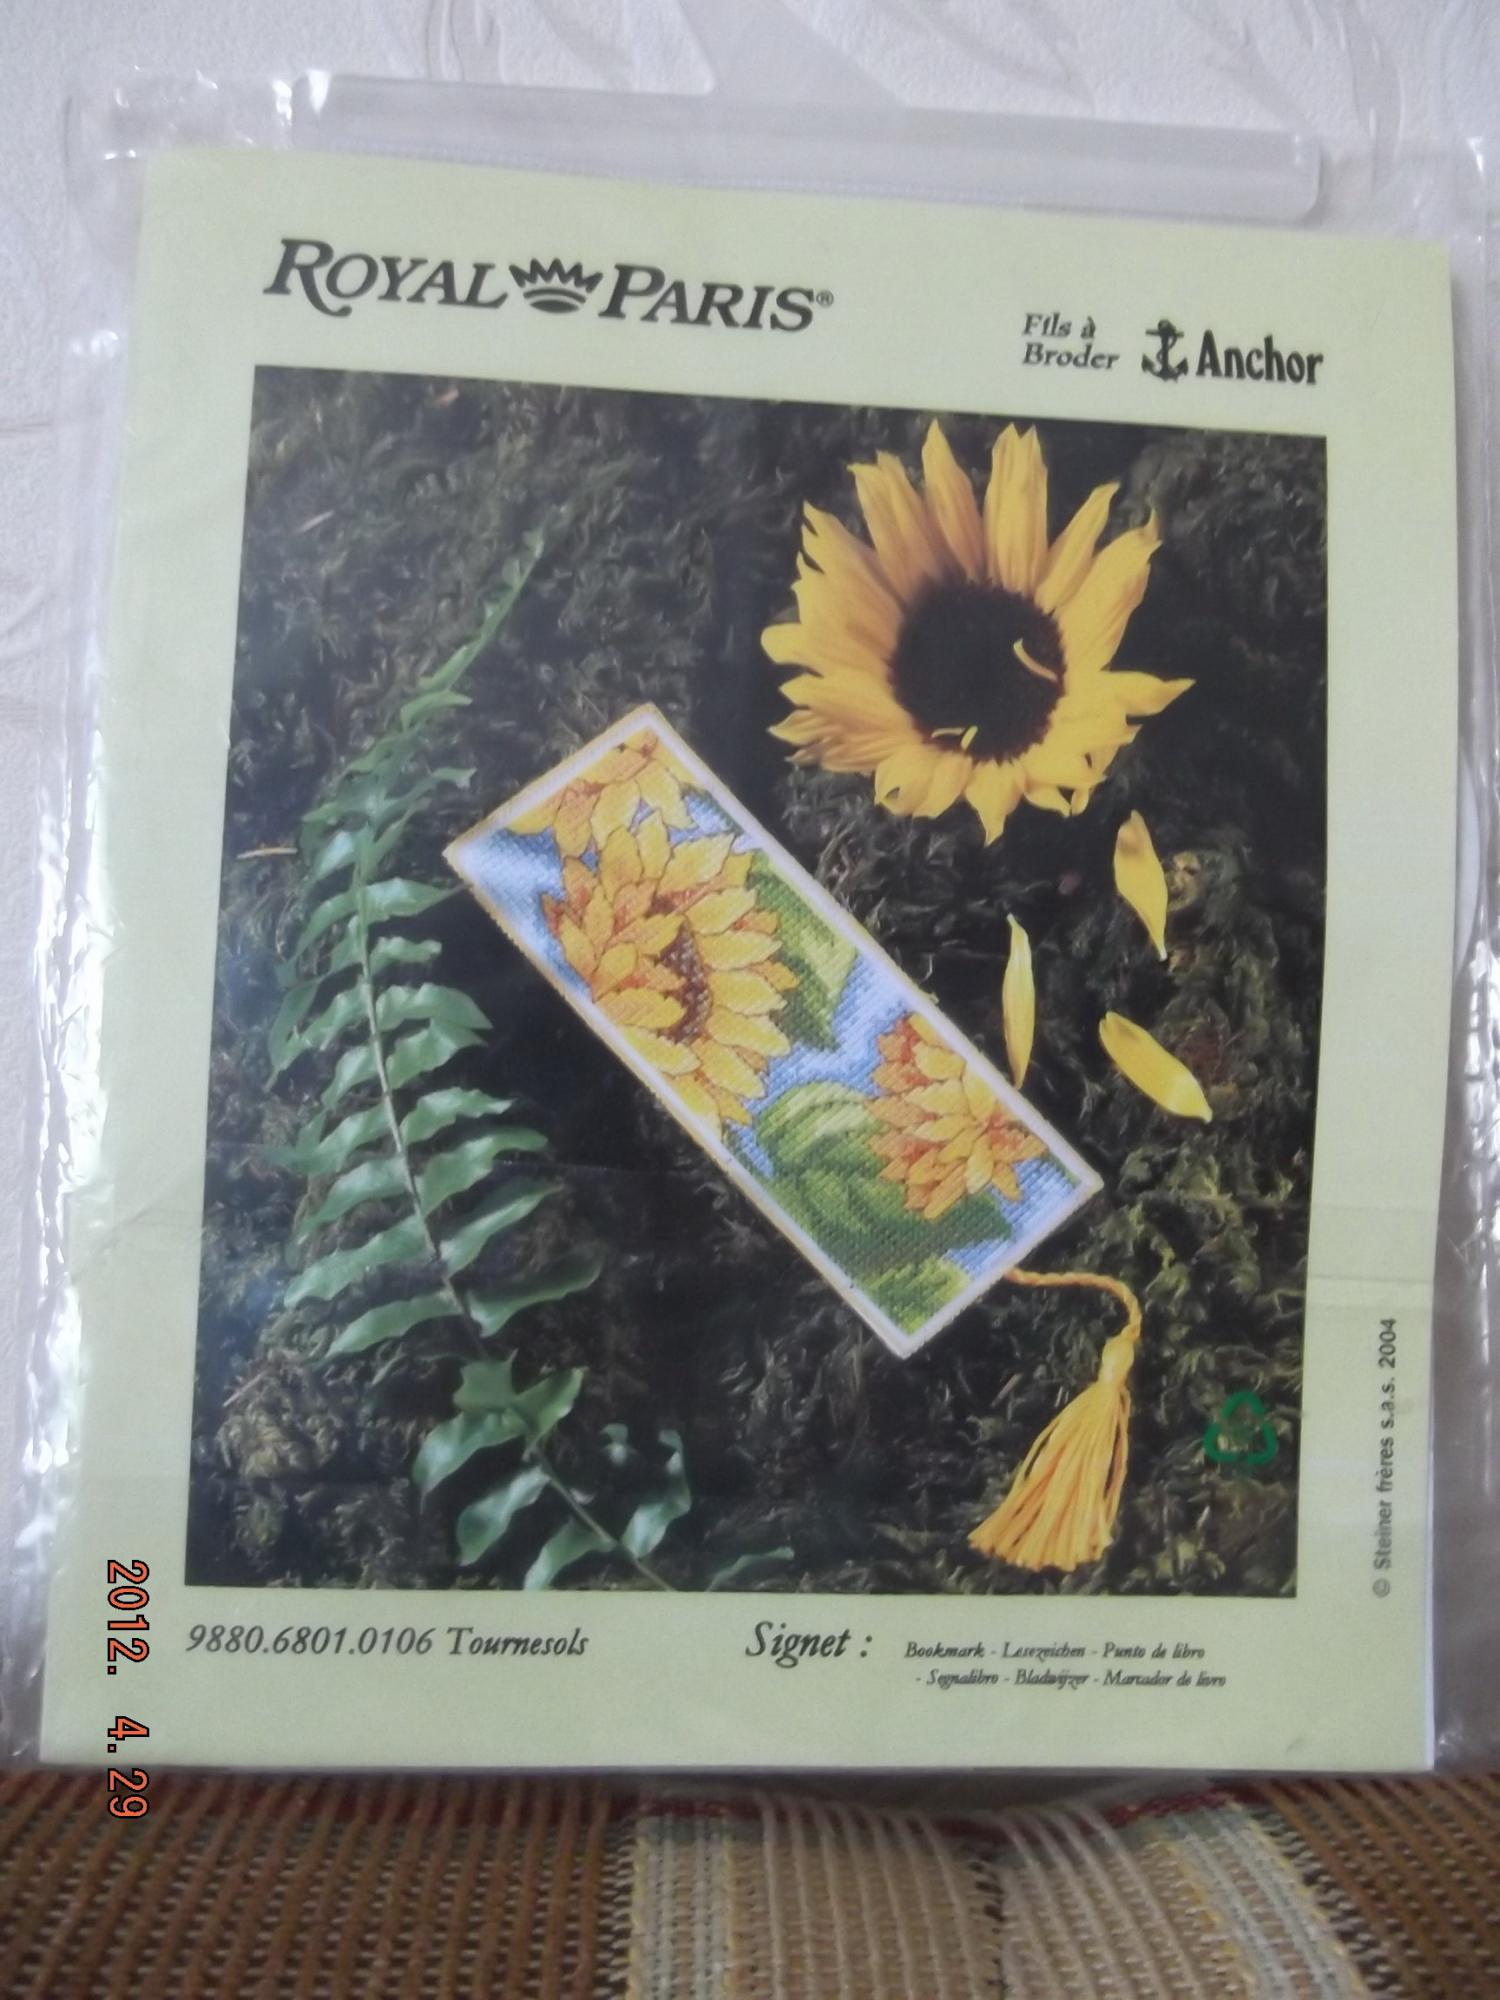 ROYAL PARIS®
Fils à
Broder
Anchor
© Steiner frères s.a.s. 2004
9880.6801.0106 Tournesols
Signet :
Bookmark - Lesezeichen - Punto de libro
- Segnalibro - Bladwijzer - Marcador de livro
2012. 4. 29